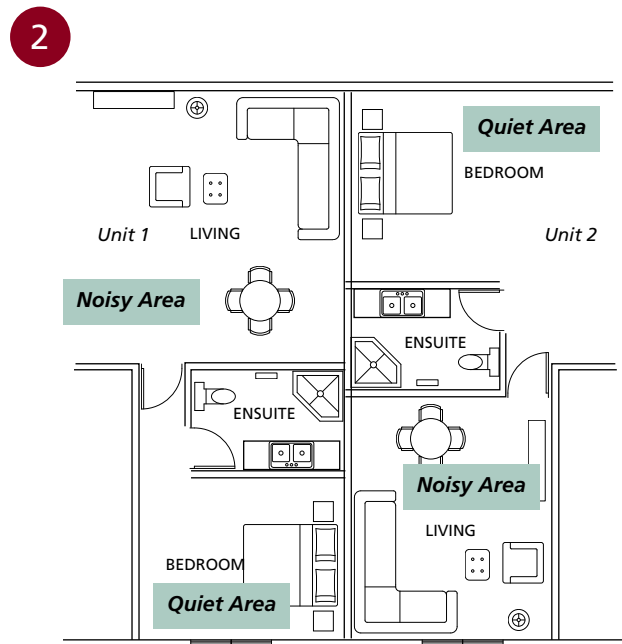 2
Quiet Area
BEDROOM
Unit 1
LIVING
Unit 2
Noisy Area
ENSUITE
ENSUITE
Noisy Area
LIVING
BEDROOM
Quiet Area